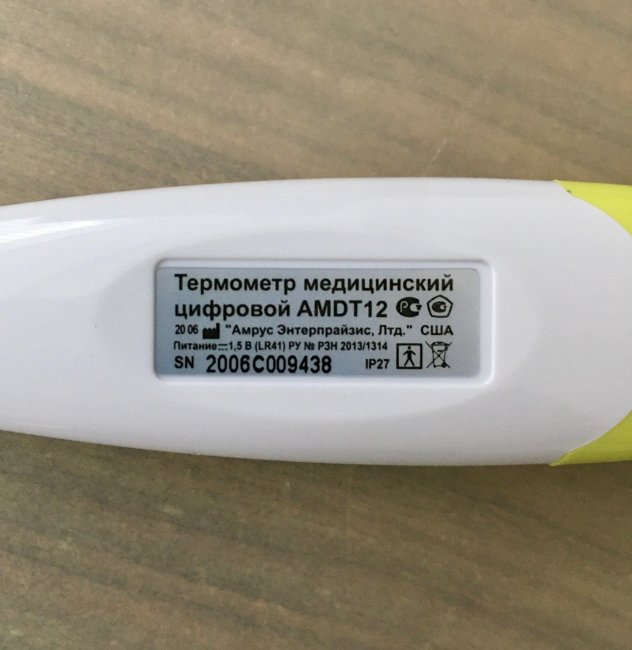 Термометр медицинский
цифровой AMDT12
20 06 "Амрус Энтерпрайзис, Лтд." США
Питание 1,5 В (LR41) РУ № РЗН 2013/1314
SN 2006C009438 IP27